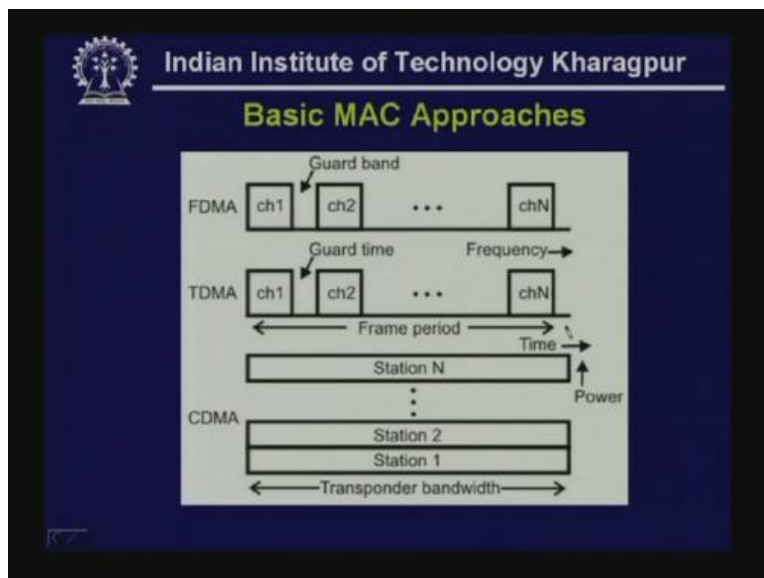 Indian Institute of Technology Kharagpur
Basic MAC Approaches
Guard band
FDMA ch1 ch2 ... chN
Frequency
Guard time
TDMA ch1 ch2 ... chN
Frame period
Time
Station N
Power
CDMA
Station 2
Station 1
Transponder bandwidth